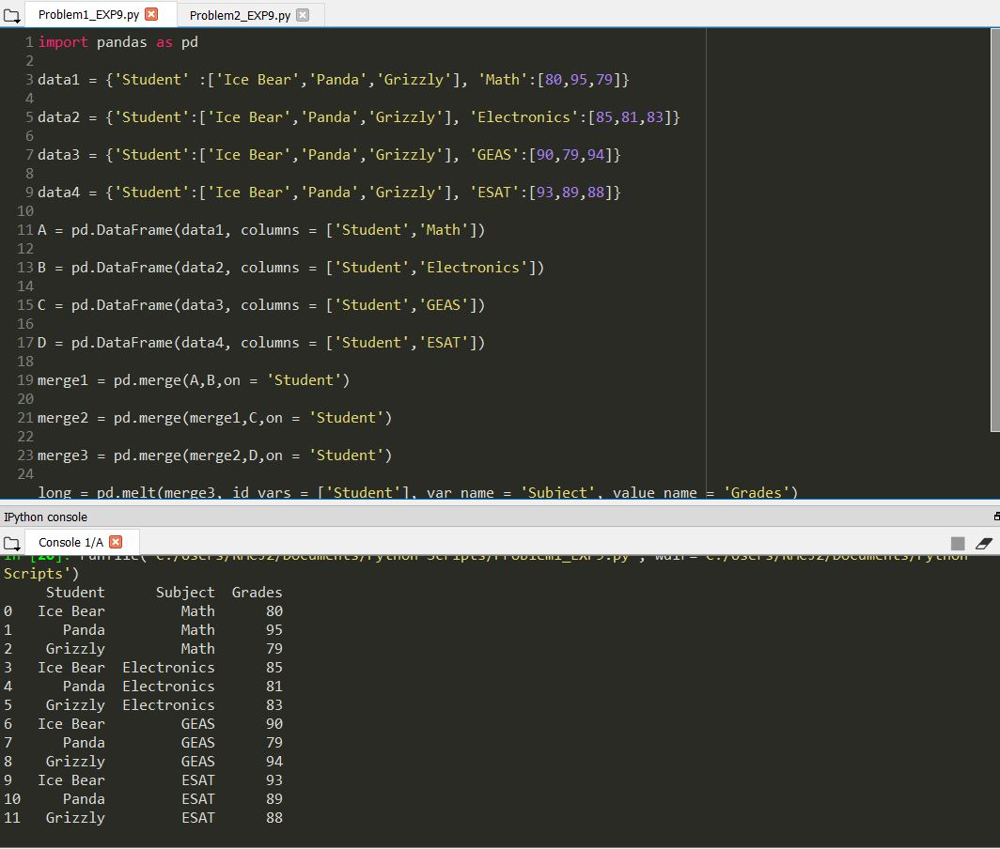 Problem1_EXP9.py Problem2_EXP9.py
1 import pandas as pd
2
3 data1 = {'Student' :['Ice Bear','Panda','Grizzly'], 'Math':[80,95,79]}
4
5 data2 = {'Student':['Ice Bear','Panda','Grizzly'], 'Electronics':[85,81,83]}
6
7 data3 = {'Student':['Ice Bear','Panda','Grizzly'], 'GEAS':[90,79,94]}
8
9 data4 = {'Student':['Ice Bear','Panda','Grizzly'], 'ESAT':[93,89,88]}
10
11 A = pd.DataFrame(data1, columns = ['Student','Math'])
12
13 B = pd.DataFrame(data2, columns = ['Student','Electronics'])
14
15 C = pd.DataFrame(data3, columns = ['Student','GEAS'])
16
17 D = pd.DataFrame(data4, columns = ['Student','ESAT'])
18
19 merge1 = pd.merge(A,B,on = 'Student')
20
21 merge2 = pd.merge(merge1,C,on = 'Student')
22
23 merge3 = pd.merge(merge2,D,on = 'Student')
24
long = pd.melt(merge3, id_vars = ['Student'], var_name = 'Subject', value_name = 'Grades')
IPython console
Console 1/A
Scripts')
Student Subject Grades
0 Ice Bear Math 80
1 Panda Math 95
2 Grizzly Math 79
3 Ice Bear Electronics 85
4 Panda Electronics 81
5 Grizzly Electronics 83
6 Ice Bear GEAS 90
7 Panda GEAS 79
8 Grizzly GEAS 94
9 Ice Bear ESAT 93
10 Panda ESAT 89
11 Grizzly ESAT 88